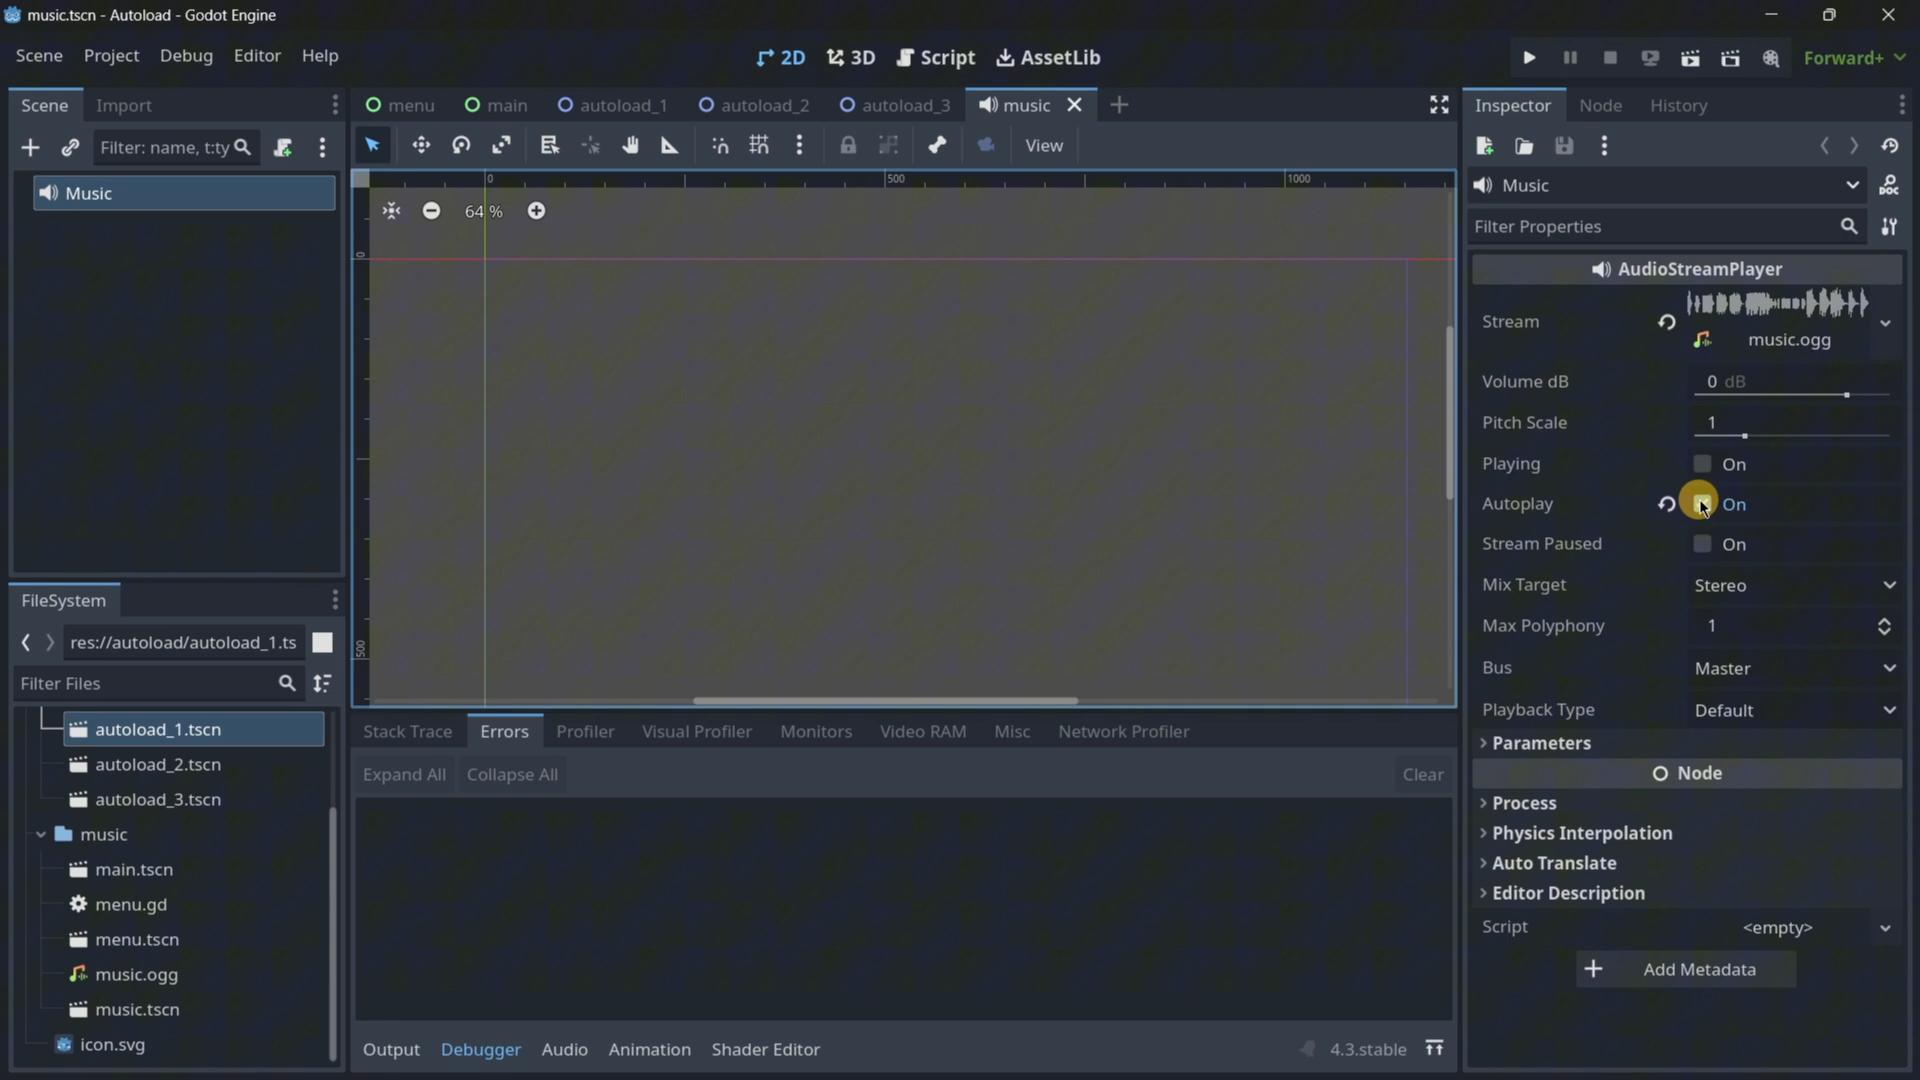 music.tscn - Autoload - Godot Engine
Scene Project Debug Editor Help
2D 3D Script AssetLib
Forward+
Scene Import
Filter: name, t:ty
Music
FileSystem
res://autoload/autoload_1.ts
Filter Files
autoload_1.tscn
autoload_2.tscn
autoload_3.tscn
music
main.tscn
menu.gd
menu.tscn
music.ogg
music.tscn
icon.svg
menu main autoload_1 autoload_2 autoload_3 music
View
0 500 1000
64 %
0
500
Stack Trace Errors Profiler Visual Profiler Monitors Video RAM Misc Network Profiler
Expand All Collapse All Clear
Output Debugger Audio Animation Shader Editor 4.3.stable
Inspector Node History
Music
DOC
Filter Properties
AudioStreamPlayer
Stream
music.ogg
Volume dB 0 dB
Pitch Scale 1
Playing On
Autoplay On
Stream Paused On
Mix Target Stereo
Max Polyphony 1
Bus Master
Playback Type Default
Parameters
Node
Process
Physics Interpolation
Auto Translate
Editor Description
Script <empty>
Add Metadata